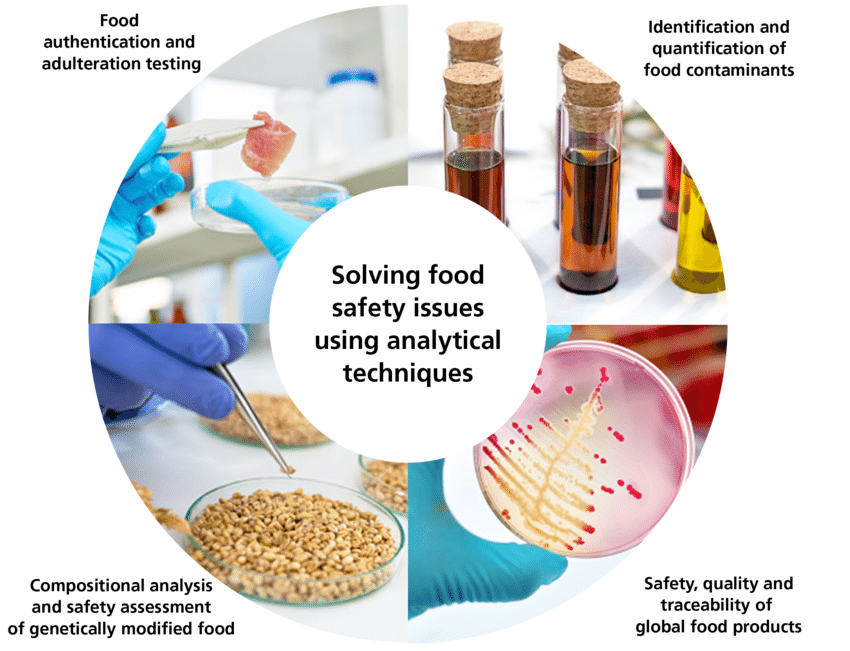 Food
authentication and
adulteration testing
Identification and
quantification of
food contaminants
Solving food
safety issues
using analytical
techniques
Compositional analysis
and safety assessment
of genetically modified food
Safety, quality and
traceability of
global food products